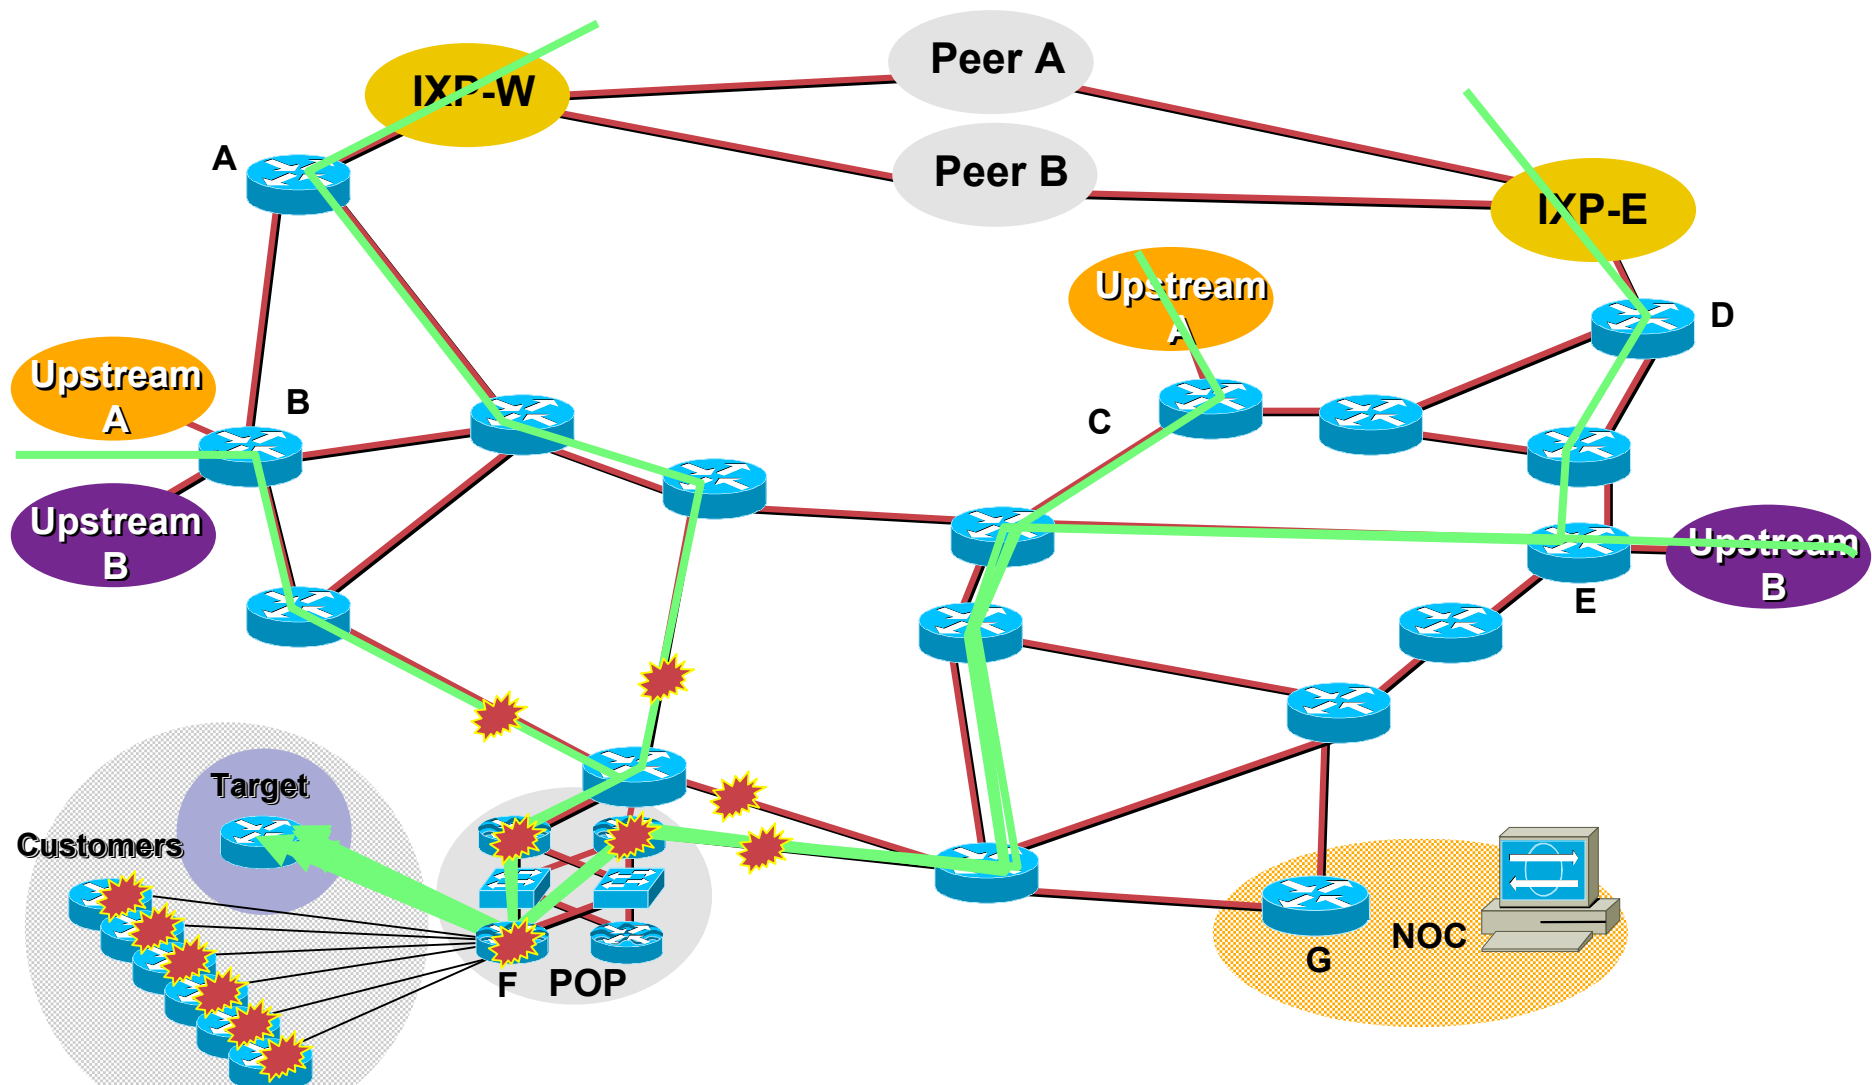 Peer A
IXP-W
A
Peer B
IXP-E
Upstream
A
D
Upstream
A
B
C
Upstream
B
Upstream
B
E
Target
Customers
NOC
G
F
POP